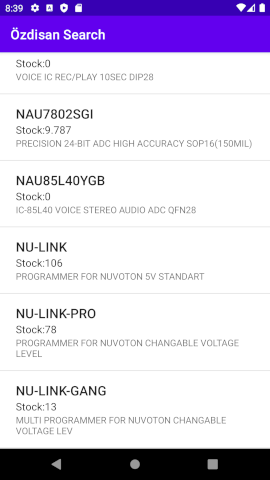 8:39
Özdisan Search
Stock:0
VOICE IC REC/PLAY 10SEC DIP28
NAU7802SGI
Stock:9.787
PRECISION 24-BIT ADC HIGH ACCURACY SOP16(150MIL)
NAU85L40YGB
Stock:0
IC-85L40 VOICE STEREO AUDIO ADC QFN28
NU-LINK
Stock:106
PROGRAMMER FOR NUVOTON 5V STANDART
NU-LINK-PRO
Stock:78
PROGRAMMER FOR NUVOTON CHANGABLE VOLTAGE
LEVEL
NU-LINK-GANG
Stock:13
MULTI PROGRAMMER FOR NUVOTON CHANGABLE
VOLTAGE LEV